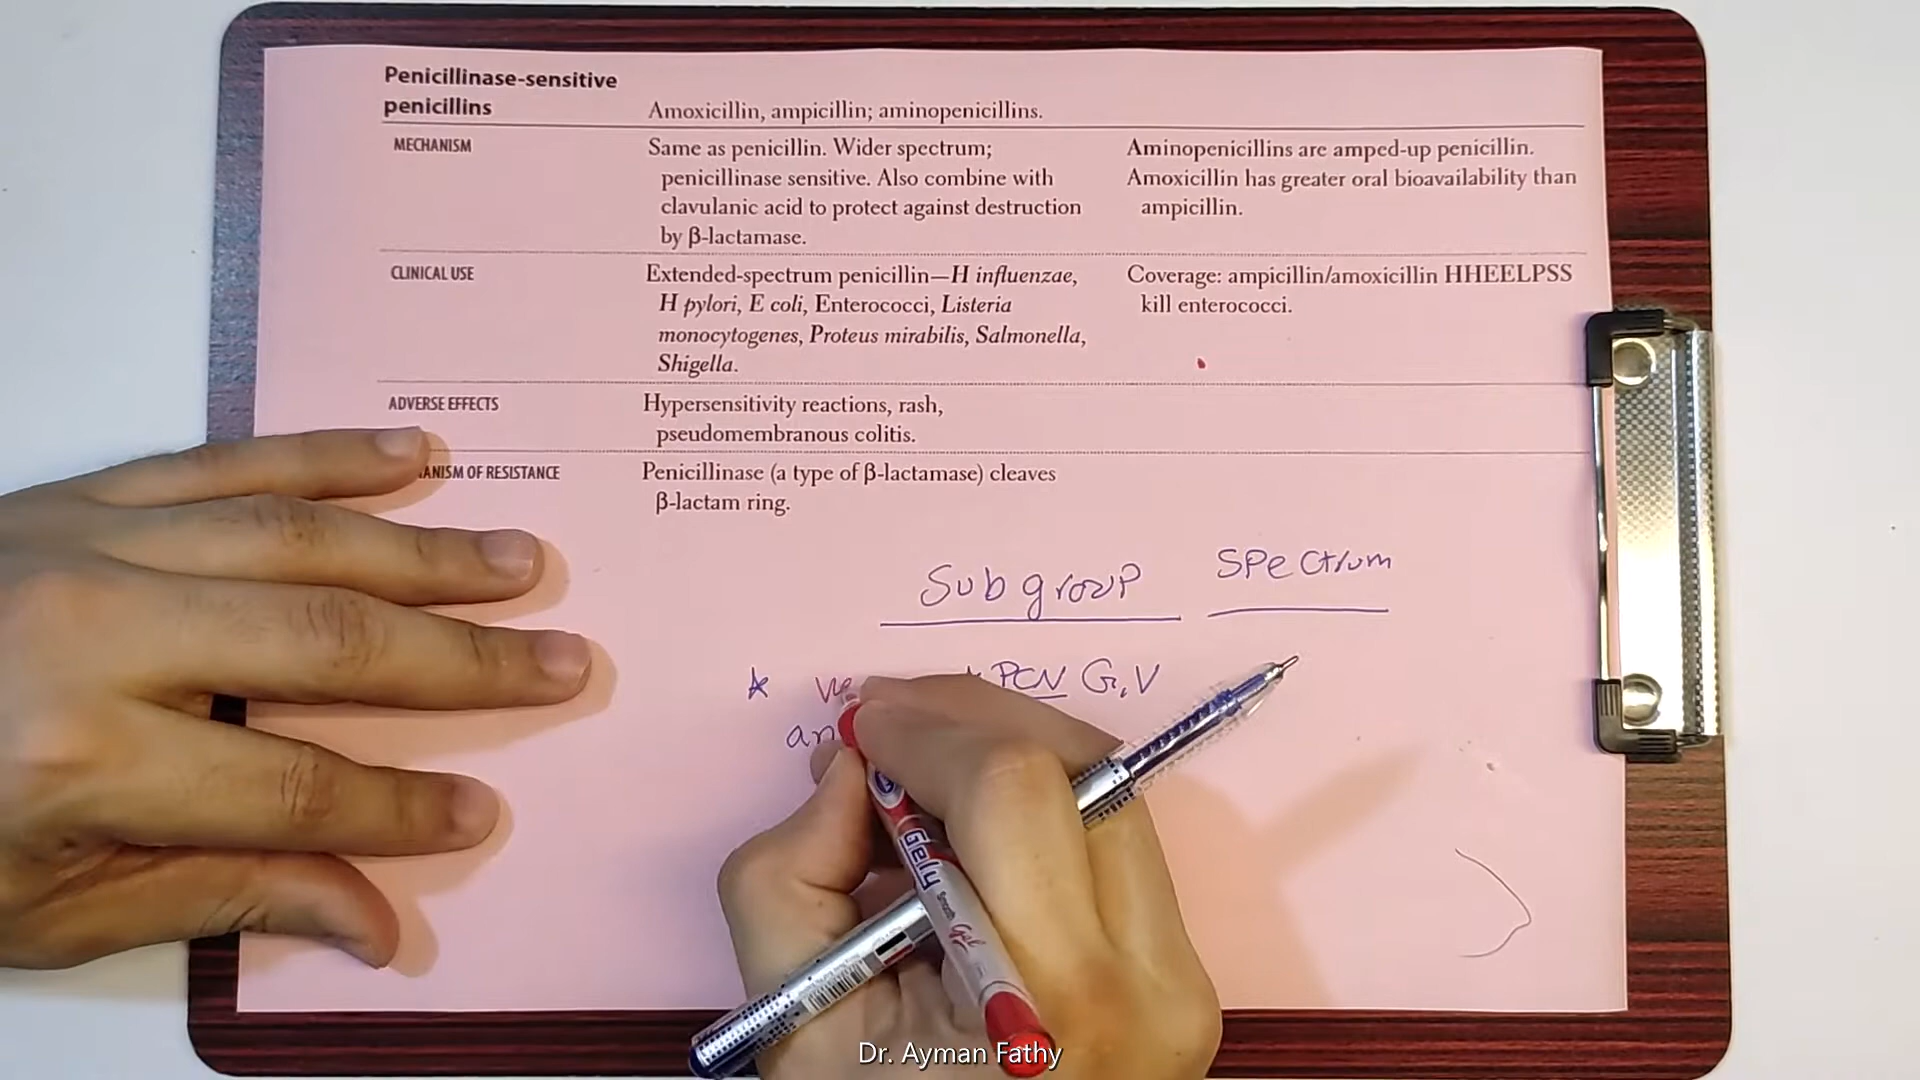 Penicillinase-sensitive
penicillins
Amoxicillin, ampicillin; aminopenicillins.
MECHANISM
Same as penicillin. Wider spectrum;
penicillinase sensitive. Also combine with
clavulanic acid to protect against destruction
by β-lactamase.
Aminopenicillins are amped-up penicillin.
Amoxicillin has greater oral bioavailability than
ampicillin.
CLINICAL USE
Extended-spectrum penicillin—H influenzae,
H pylori, E coli, Enterococci, Listeria
monocytogenes, Proteus mirabilis, Salmonella,
Shigella.
Coverage: ampicillin/amoxicillin HHEELPSS
kill enterococci.
ADVERSE EFFECTS
Hypersensitivity reactions, rash,
pseudomembranous colitis.
OF RESISTANCE
Penicillinase (a type of β-lactamase) cleaves
β-lactam ring.
Subgroup Spectrum
PCN G,V
Gely
Smooth Gel
Dr. Ayman Fathy